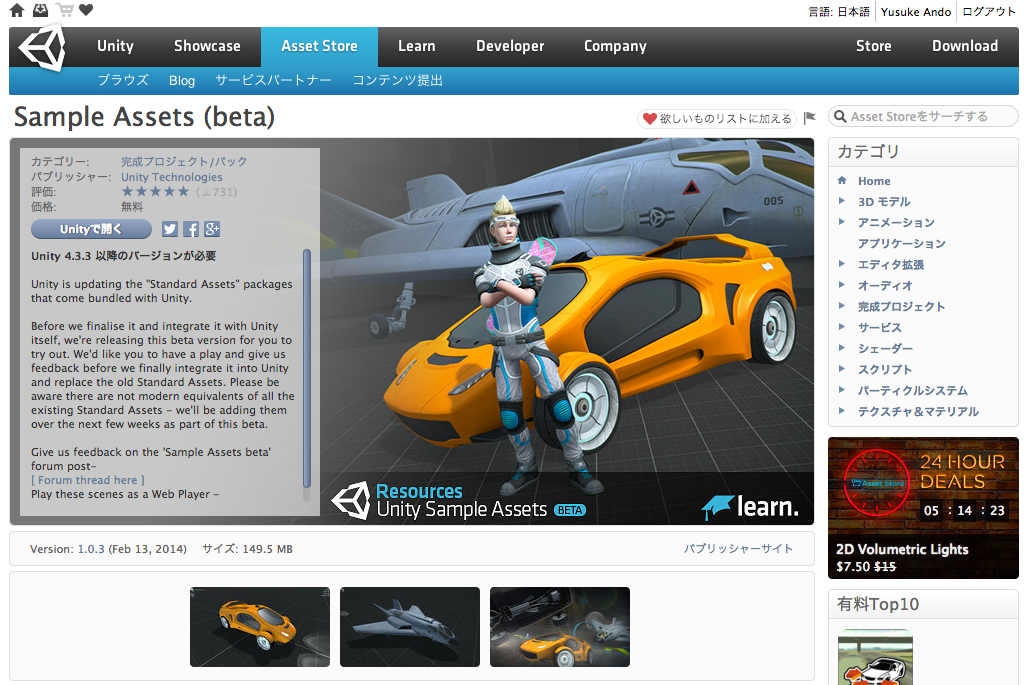 言語: 日本語 Yusuke Ando ログアウト
Unity Showcase Asset Store Learn Developer Company Store Download
ブラウズ Blog サービスパートナー コンテンツ提出
Sample Assets (beta)
欲しいものリストに加える
Asset Storeをサーチする
カテゴリー: 完成プロジェクト/パック
パブリッシャー: Unity Technologies
評価: ★★★★★ (731)
価格: 無料
Unityで開く
Unity 4.3.3 以降のバージョンが必要
Unity is updating the "Standard Assets" packages
that come bundled with Unity.
Before we finalise it and integrate it with Unity
itself, we're releasing this beta version for you to
try out. We'd like you to have a play and give us
feedback before we finally integrate it into Unity
and replace the old Standard Assets. Please be
aware there are not modern equivalents of all the
existing Standard Assets - we'll be adding them
over the next few weeks as part of this beta.
Give us feedback on the 'Sample Assets beta'
forum post-
[ Forum thread here ]
Play these scenes as a Web Player -
005
Resources
Unity Sample Assets BETA
learn.
Version: 1.0.3 (Feb 13, 2014) サイズ: 149.5 MB
パブリッシャーサイト
カテゴリ
Home
3D モデル
アニメーション
アプリケーション
エディタ拡張
オーディオ
完成プロジェクト
サービス
シェーダー
スクリプト
パーティクルシステム
テクスチャ&マテリアル
Asset Store
24 HOUR
DEALS
05 : 14 : 23
2D Volumetric Lights
$7.50 $15
有料Top10